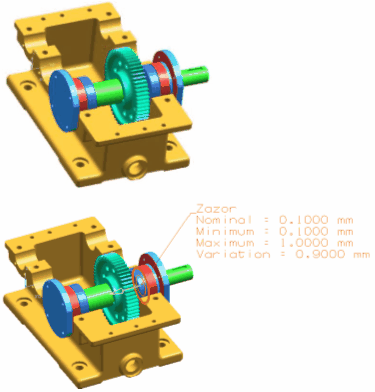 Zazor
Nominal = 0.1000 mm
Minimum = 0.1000 mm
Maximum = 1.0000 mm
Variation = 0.9000 mm